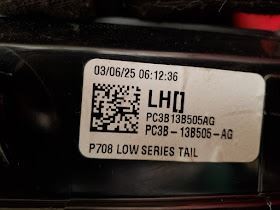 03/06/25 06:12:36
LH[]
PC3B13B505AG
PC3B-13B505-AG
P708 LOW SERIES TAIL